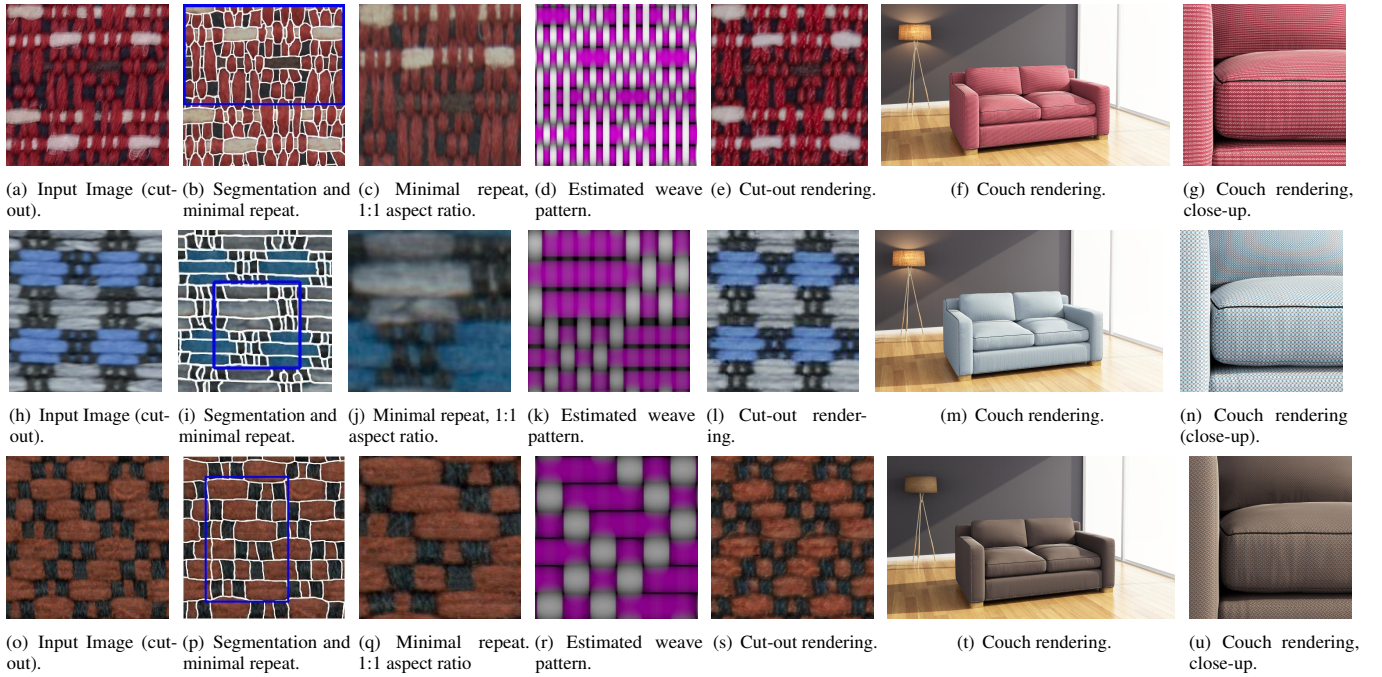 (a) Input Image (cut-
out).
(b) Segmentation and
minimal repeat.
(c) Minimal repeat,
1:1 aspect ratio.
(d) Estimated weave
pattern.
(e) Cut-out rendering.
(f) Couch rendering.
(g) Couch rendering,
close-up.
(h) Input Image (cut-
out).
(i) Segmentation and
minimal repeat.
(j) Minimal repeat, 1:1
aspect ratio.
(k) Estimated weave
pattern.
(l) Cut-out render-
ing.
(m) Couch rendering.
(n) Couch rendering
(close-up).
(o) Input Image (cut-
out).
(p) Segmentation and
minimal repeat.
(q) Minimal repeat.
1:1 aspect ratio
(r) Estimated weave
pattern.
(s) Cut-out rendering.
(t) Couch rendering.
(u) Couch rendering,
close-up.